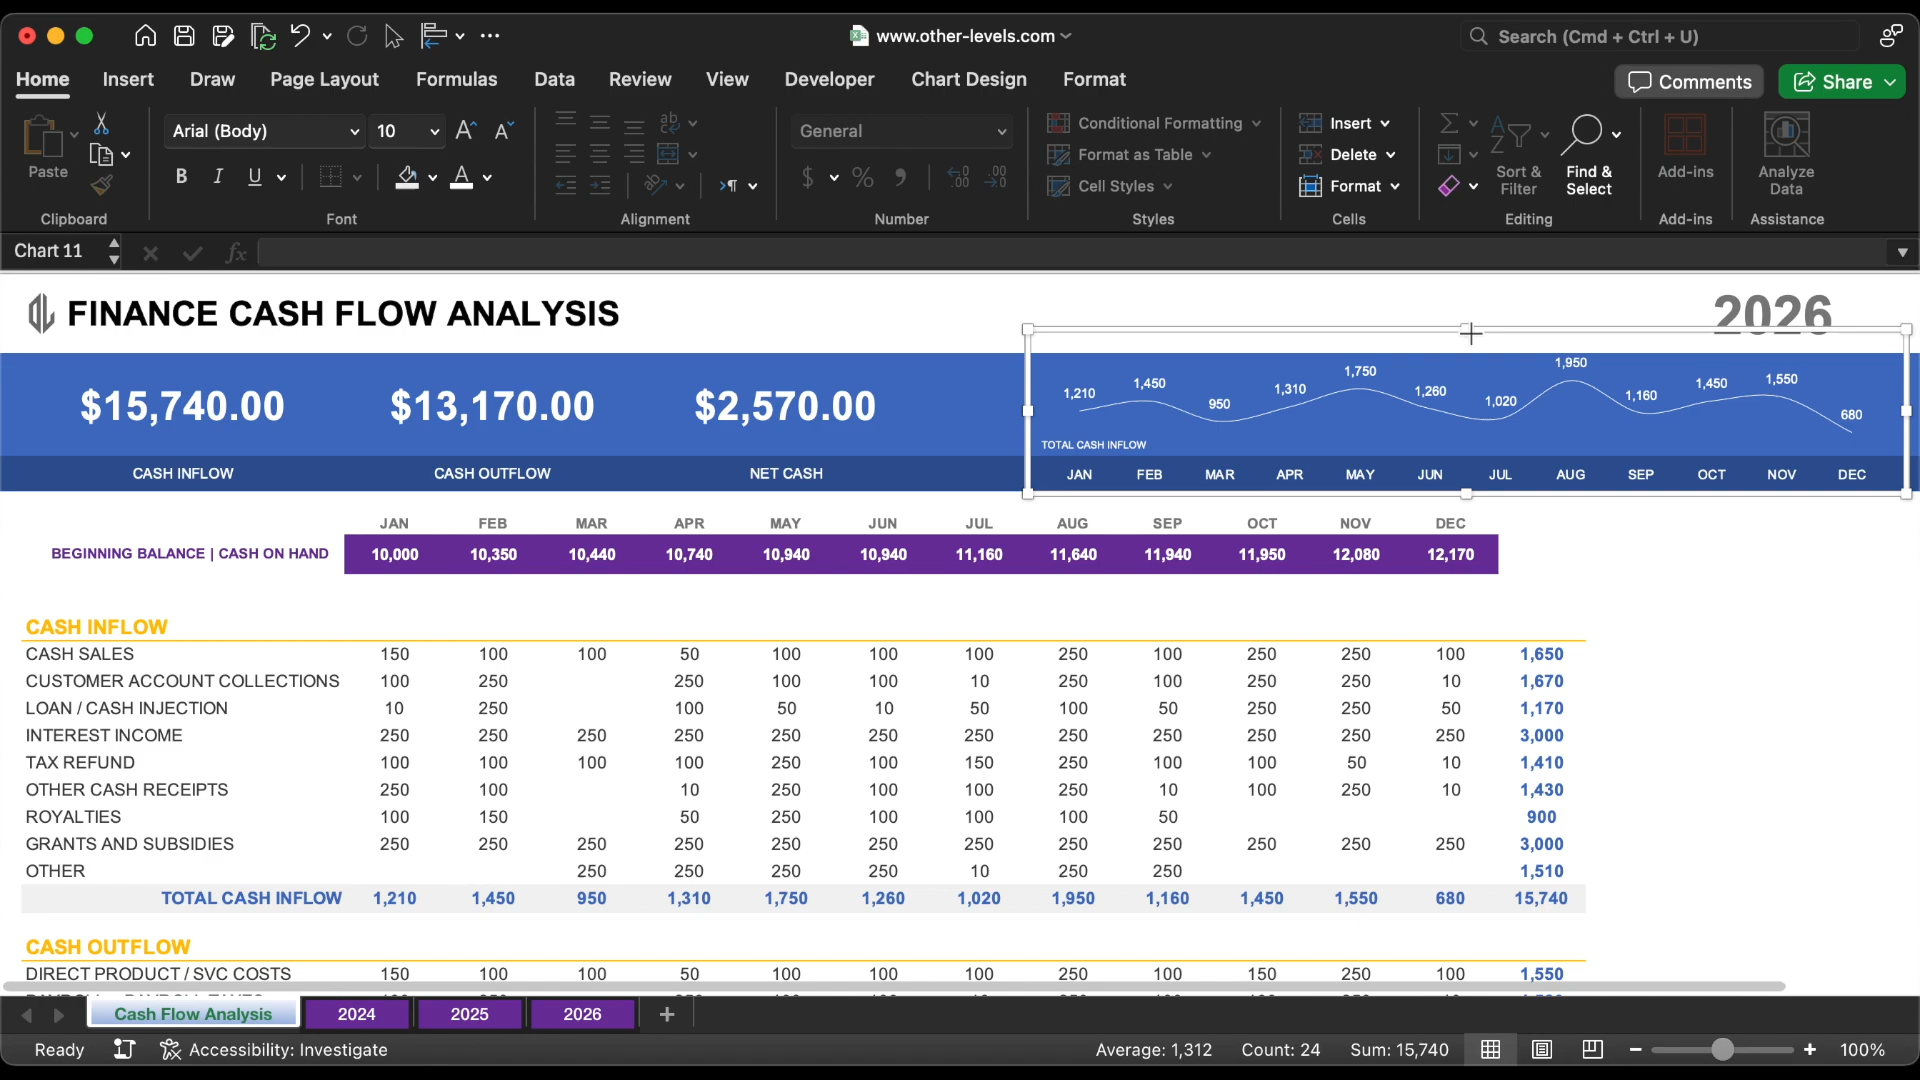 www.other-levels.com
Search (Cmd + Ctrl + U)
Home Insert Draw Page Layout Formulas Data Review View Developer Chart Design Format
Comments Share
Paste
Arial (Body) 10
B I U A
General
$ % 9
Conditional Formatting
Format as Table
Cell Styles
Insert
Delete
Format
Sort & Filter
Find & Select
Add-ins
Analyze Data
Clipboard Font Alignment Number Styles Cells Editing Add-ins Assistance
Chart 11 fx
FINANCE CASH FLOW ANALYSIS 2026
$15,740.00 $13,170.00 $2,570.00
CASH INFLOW CASH OUTFLOW NET CASH
1,210 1,450 950 1,310 1,750 1,260 1,020 1,950 1,160 1,450 1,550 680
TOTAL CASH INFLOW
JAN FEB MAR APR MAY JUN JUL AUG SEP OCT NOV DEC
JAN FEB MAR APR MAY JUN JUL AUG SEP OCT NOV DEC
BEGINNING BALANCE | CASH ON HAND 10,000 10,350 10,440 10,740 10,940 10,940 11,160 11,640 11,940 11,950 12,080 12,170
CASH INFLOW
CASH SALES 150 100 100 50 100 100 100 250 100 250 250 100 1,650
CUSTOMER ACCOUNT COLLECTIONS 100 250 250 100 100 10 250 100 250 250 10 1,670
LOAN / CASH INJECTION 10 250 100 50 10 50 100 50 250 250 50 1,170
INTEREST INCOME 250 250 250 250 250 250 250 250 250 250 250 250 3,000
TAX REFUND 100 100 100 100 250 100 150 250 100 100 50 10 1,410
OTHER CASH RECEIPTS 250 100 10 250 100 100 250 10 100 250 10 1,430
ROYALTIES 100 150 50 250 100 100 100 50 900
GRANTS AND SUBSIDIES 250 250 250 250 250 250 250 250 250 250 250 250 3,000
OTHER 250 250 250 250 10 250 250 1,510
TOTAL CASH INFLOW 1,210 1,450 950 1,310 1,750 1,260 1,020 1,950 1,160 1,450 1,550 680 15,740
CASH OUTFLOW
DIRECT PRODUCT / SVC COSTS 150 100 100 50 100 100 100 250 100 150 250 100 1,550
Cash Flow Analysis 2024 2025 2026
Ready Accessibility: Investigate Average: 1,312 Count: 24 Sum: 15,740 100%